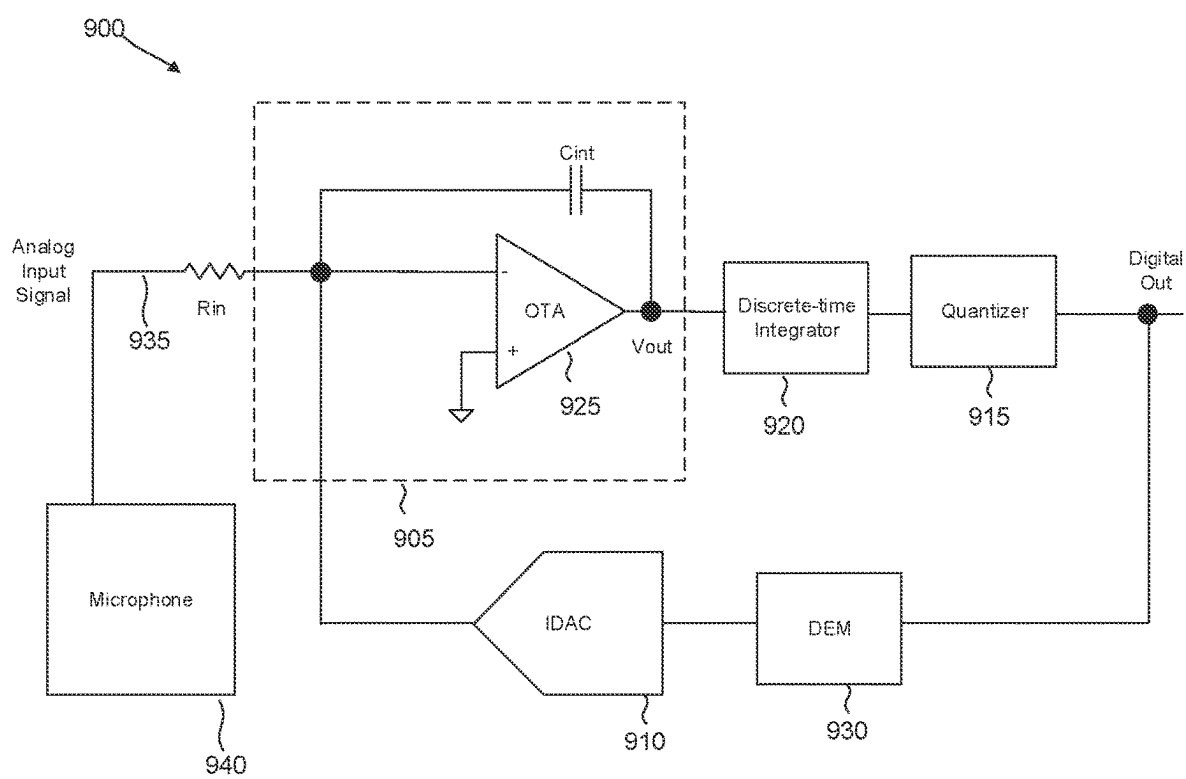 900
Cint
Analog
Input
Signal
935
Rin
-
OTA
+
925
Vout
Discrete-time
Integrator
920
Quantizer
915
Digital
Out
905
Microphone
940
IDAC
910
DEM
930